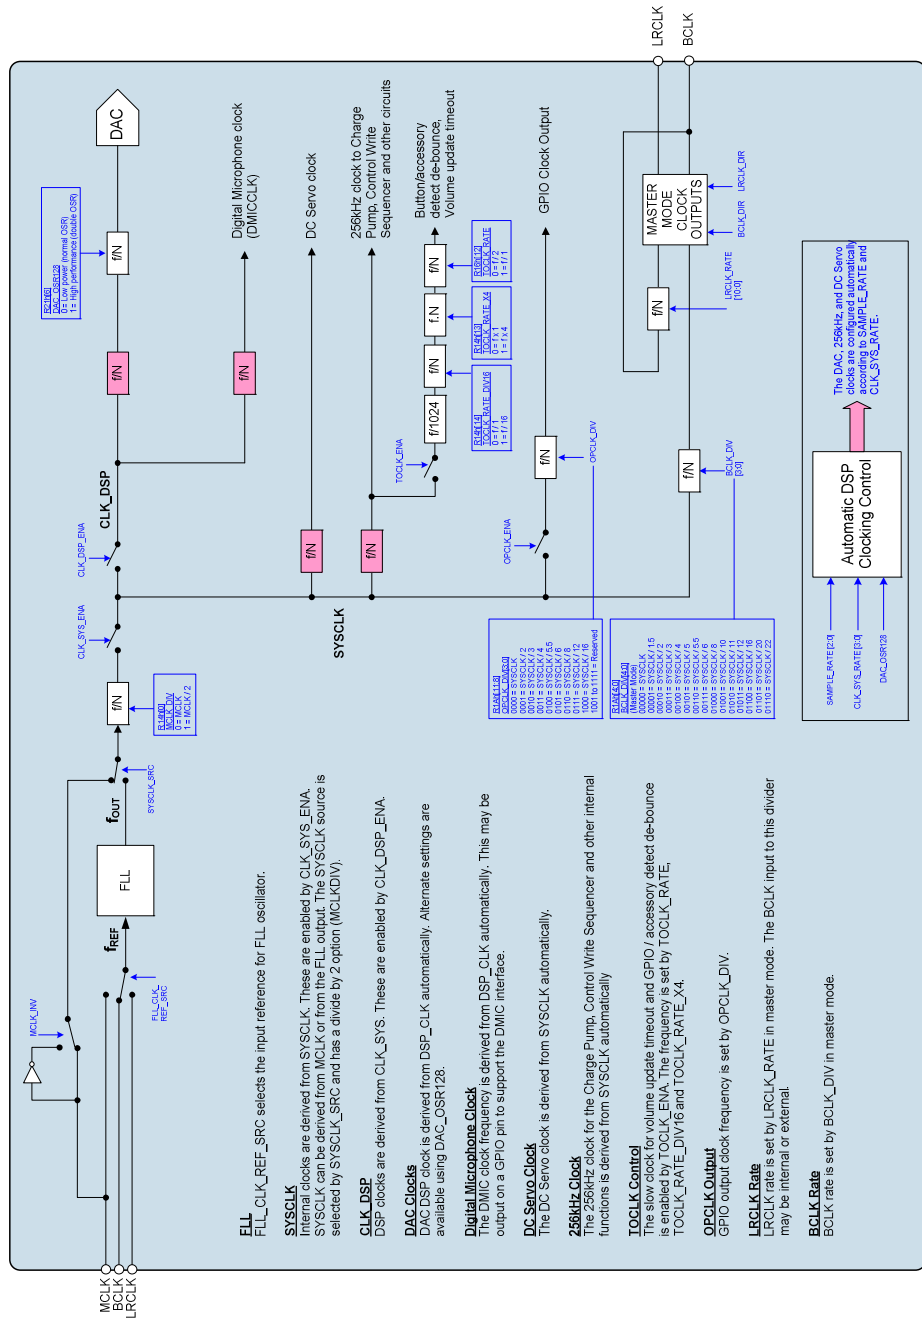 MCLK
BCLK
LRCLK
MCLK_INV
FLL_CLK_
REF_SRC
fREF
FLL
fOUT
SYSCLK_SRC
f/N
R14h[0]
MCLK_DIV
0 = MCLK
1 = MCLK / 2
CLK_SYS_ENA
CLK_DSP_ENA
CLK_DSP
f/N
f/N
R21h[6]
DAC_OSR128
0 = Low power (normal OSR)
1 = High performance (double OSR)
DAC
f/N
Digital Microphone clock
(DMICCLK)
SYSCLK
f/N
DC Servo clock
f/N
256kHz clock to Charge
Pump, Control Write
Sequencer and other circuits
TOCLK_ENA
f/1024
f/N
f.N
f/N
Button/accessory
detect de-bounce,
Volume update timeout
R14h[14]
TOCLK_RATE_DIV16
0 = f / 1
1 = f / 16
R14h[13]
TOCLK_RATE_X4
0 = f x 1
1 = f x 4
R16h[12]
TOCLK_RATE
0 = f / 2
1 = f / 1
OPCLK_ENA
f/N
OPCLK_DIV
GPIO Clock Output
R1Ah[11:8]
OPCLK_DIV[3:0]
0000 = SYSCLK
0001 = SYSCLK / 2
0010 = SYSCLK / 3
0011 = SYSCLK / 4
0100 = SYSCLK / 5.5
0101 = SYSCLK / 6
0110 = SYSCLK / 8
0111 = SYSCLK / 12
1000 = SYSCLK / 16
1001 to 1111 = Reserved
f/N
BCLK_DIV
[3:0]
R1Ah[4:0]
BCLK_DIV[4:0]
(Master Mode)
00000 = SYSCLK
00001 = SYSCLK / 1.5
00010 = SYSCLK / 2
00011 = SYSCLK / 3
00100 = SYSCLK / 4
00101 = SYSCLK / 5
00110 = SYSCLK / 5.5
00111 = SYSCLK / 6
01000 = SYSCLK / 8
01001 = SYSCLK / 10
01010 = SYSCLK / 11
01011 = SYSCLK / 12
01100 = SYSCLK / 16
01101 = SYSCLK / 20
01110 = SYSCLK / 22
f/N
LRCLK_RATE
[10:0]
MASTER
MODE
CLOCK
OUTPUTS
BCLK_DIR
LRCLK_DIR
LRCLK
BCLK
SAMPLE_RATE[2:0]
CLK_SYS_RATE[3:0]
DAC_OSR128
Automatic DSP
Clocking Control
The DAC, 256kHz, and DC Servo
clocks are configured automatically
according to SAMPLE_RATE and
CLK_SYS_RATE.
FLL
FLL_CLK_REF_SRC selects the input reference for FLL oscillator.
SYSCLK
Internal clocks are derived from SYSCLK. These are enabled by CLK_SYS_ENA.
SYSCLK can be derived from MCLK or from the FLL output. The SYSCLK source is
selected by SYSCLK_SRC and has a divide by 2 option (MCLKDIV).
CLK_DSP
DSP clocks are derived from CLK_SYS. These are enabled by CLK_DSP_ENA.
DAC Clocks
DAC DSP clock is derived from DSP_CLK automatically. Alternate settings are
available using DAC_OSR128.
Digital Microphone Clock
The DMIC clock frequency is derived from DSP_CLK automatically. This may be
output on a GPIO pin to support the DMIC interface.
DC Servo Clock
The DC Servo clock is derived from SYSCLK automatically.
256kHz Clock
The 256kHz clock for the Charge Pump, Control Write Sequencer and other internal
functions is derived from SYSCLK automatically
TOCLK Control
The slow clock for volume update timeout and GPIO / accessory detect de-bounce
is enabled by TOCLK_ENA. The frequency is set by TOCLK_RATE,
TOCLK_RATE_DIV16 and TOCLK_RATE_X4.
OPCLK Output
GPIO output clock frequency is set by OPCLK_DIV.
LRCLK Rate
LRCLK rate is set by LRCLK_RATE in master mode. The BCLK input to this divider
may be internal or external.
BCLK Rate
BCLK rate is set by BCLK_DIV in master mode.